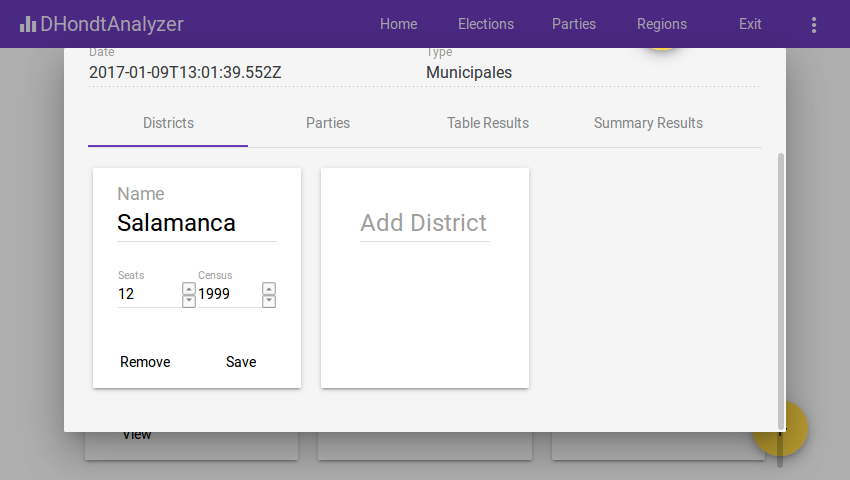 DHondtAnalyzer Home Elections Parties Regions Exit
Date Type
2017-01-09T13:01:39.552Z Municipales
Districts Parties Table Results Summary Results
Name
Salamanca
Add District
Seats Census
12 1999
Remove Save
View